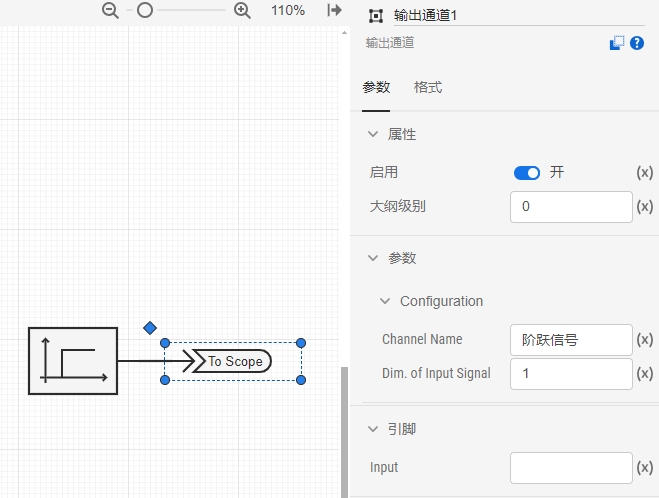 110%
输出通道1
输出通道
?
参数 格式
属性
启用 开 (x)
大纲级别 0 (x)
参数
Configuration
Channel Name 阶跃信号 (x)
Dim. of Input Signal 1 (x)
引脚
Input (x)
To Scope